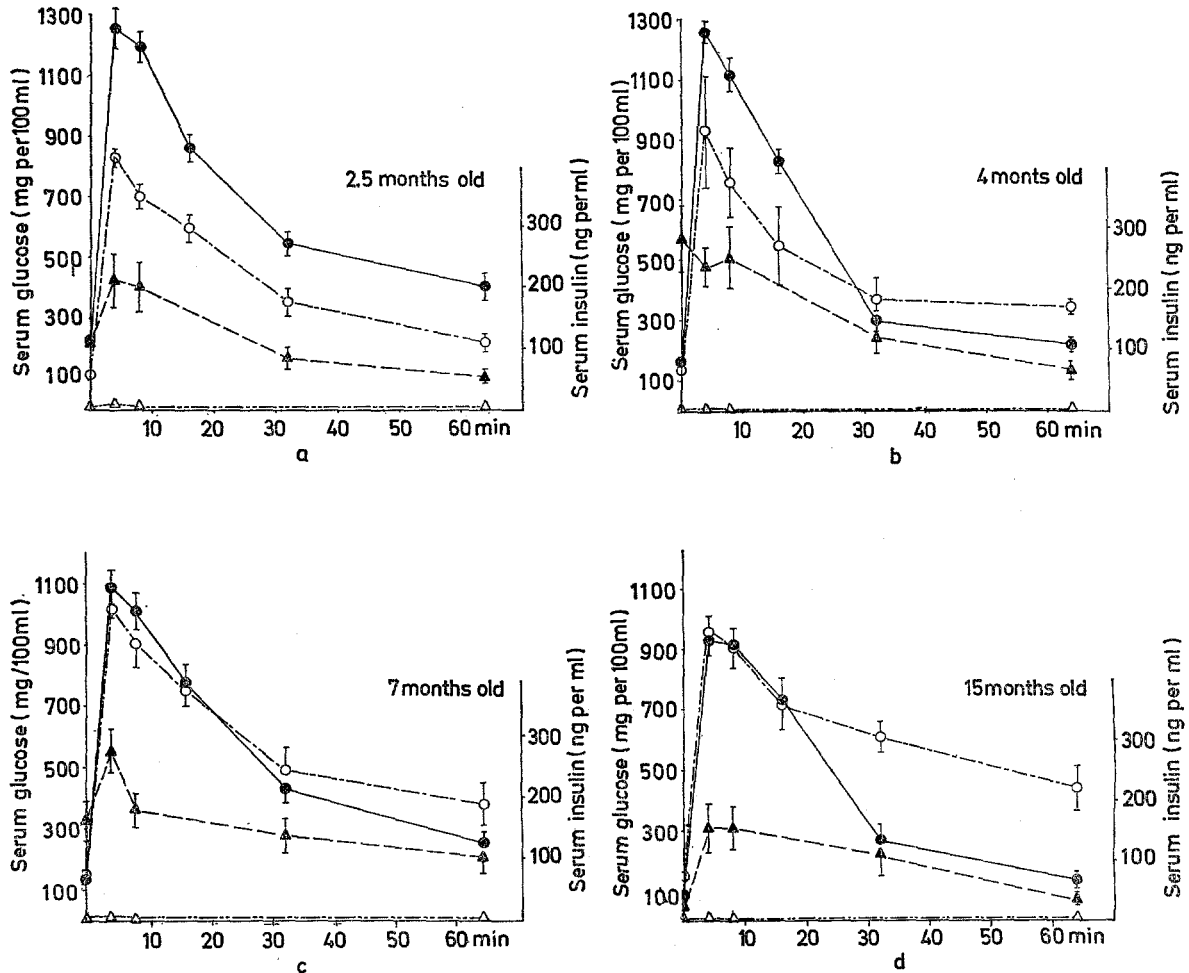 1300
1100
900
700
500
300
100
Serum glucose (mg per 100ml)
2.5 months old
300
200
100
Serum insulin (ng per ml)
10 20 30 40 50 60 min
a
1300
1100
900
700
500
300
100
Serum glucose (mg per 100ml)
4 monts old
300
200
100
Serum insulin (ng per ml)
10 20 30 40 50 60 min
b
1100
900
700
500
300
100
Serum glucose (mg/100ml)
7 months old
300
200
100
Serum insulin (ng per ml)
10 20 30 40 50 60 min
c
1100
900
700
500
300
100
Serum glucose (mg per 100ml)
15 months old
300
200
100
Serum insulin (ng per ml)
10 20 30 40 50 60 min
d